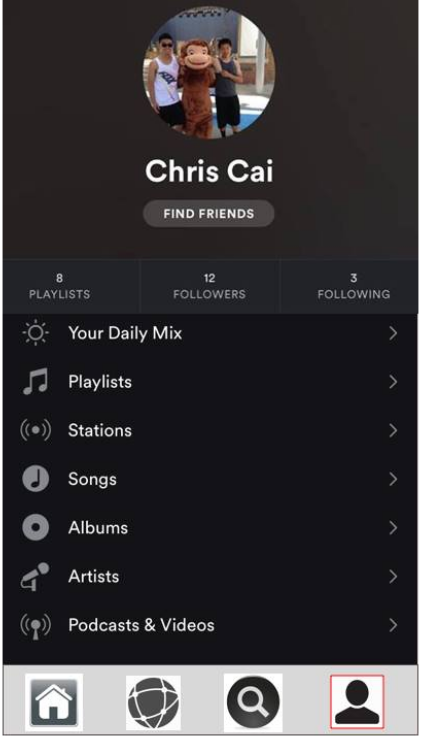 Chris Cai
FIND FRIENDS
8
PLAYLISTS
12
FOLLOWERS
3
FOLLOWING
Your Daily Mix
Playlists
Stations
Songs
Albums
Artists
Podcasts & Videos